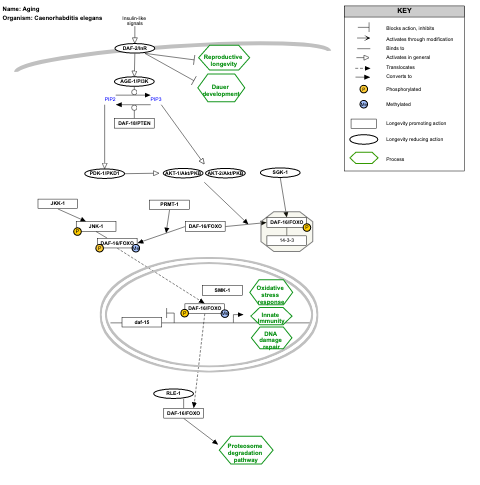 Name: Aging
Organism: Caenorhabditis elegans
Insulin-like
signals
DAF-2/InR
Reproductive
longevity
Dauer
development
AGE-1/PI3K
PIP2
PIP3
DAF-18/PTEN
PDK-1/PKD1
AKT-1/Akt/PKB
AKT-2/Akt/PKB
SGK-1
JKK-1
PRMT-1
JNK-1
P
DAF-16/FOXO
DAF-16/FOXO
P
14-3-3
DAF-16/FOXO
P
Me
SMK-1
Oxidative
stress
response
DAF-16/FOXO
P
Me
Innate
immunity
daf-15
DNA
damage
repair
RLE-1
DAF-16/FOXO
Proteosome
degradation
pathway
KEY
Blocks action, inhibits
Activates through modification
Binds to
Activates in general
Translocates
Converts to
P
Phosphorylated
Me
Methylated
Longevity promoting action
Longevity reducing action
Process